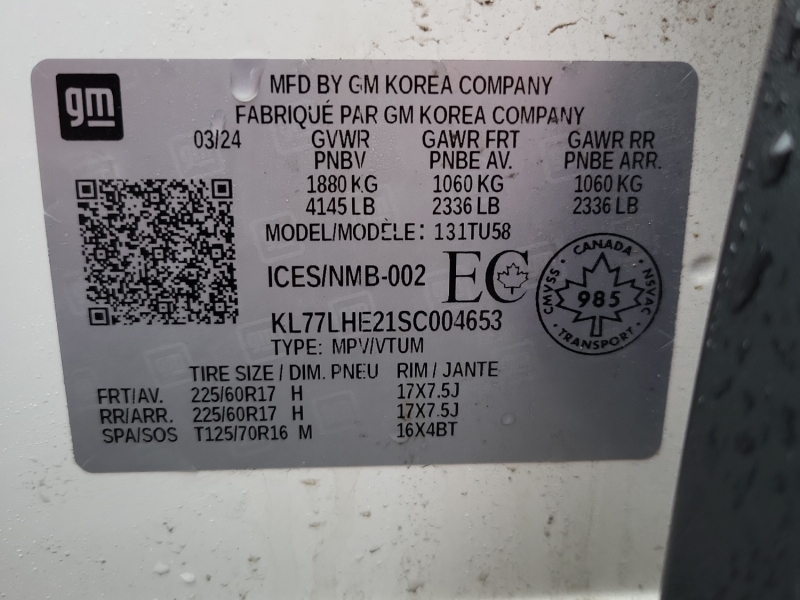 gm
MFD BY GM KOREA COMPANY
FABRIQUÉ PAR GM KOREA COMPANY
03/24 GVWR GAWR FRT GAWR RR
PNBV PNBE AV. PNBE ARR.
1880 KG 1060 KG 1060 KG
4145 LB 2336 LB 2336 LB
MODEL/MODÈLE: 131TU58
ICES/NMB-002 EC
CANADA
CMVSS 985 NSVAC
TRANSPORT
KL77LHE21SC004653
TYPE: MPV/VTUM
TIRE SIZE / DIM. PNEU RIM / JANTE
FRT/AV. 225/60R17 H 17X7.5J
RR/ARR. 225/60R17 H 17X7.5J
SPA/SOS T125/70R16 M 16X4BT